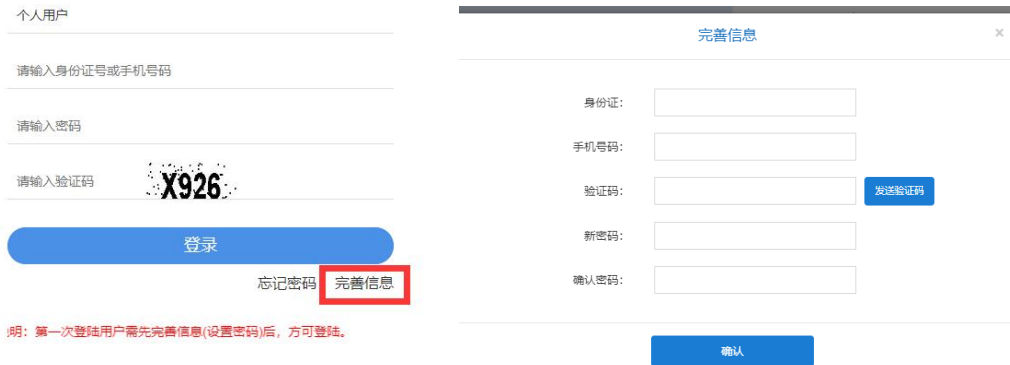 个人用户
请输入身份证号或手机号码
请输入密码
请输入验证码 X926
登录
忘记密码 完善信息
明：第一次登陆用户需先完善信息(设置密码)后，方可登陆。
完善信息 ×
身份证：
手机号码：
验证码： 发送验证码
新密码：
确认密码：
确认